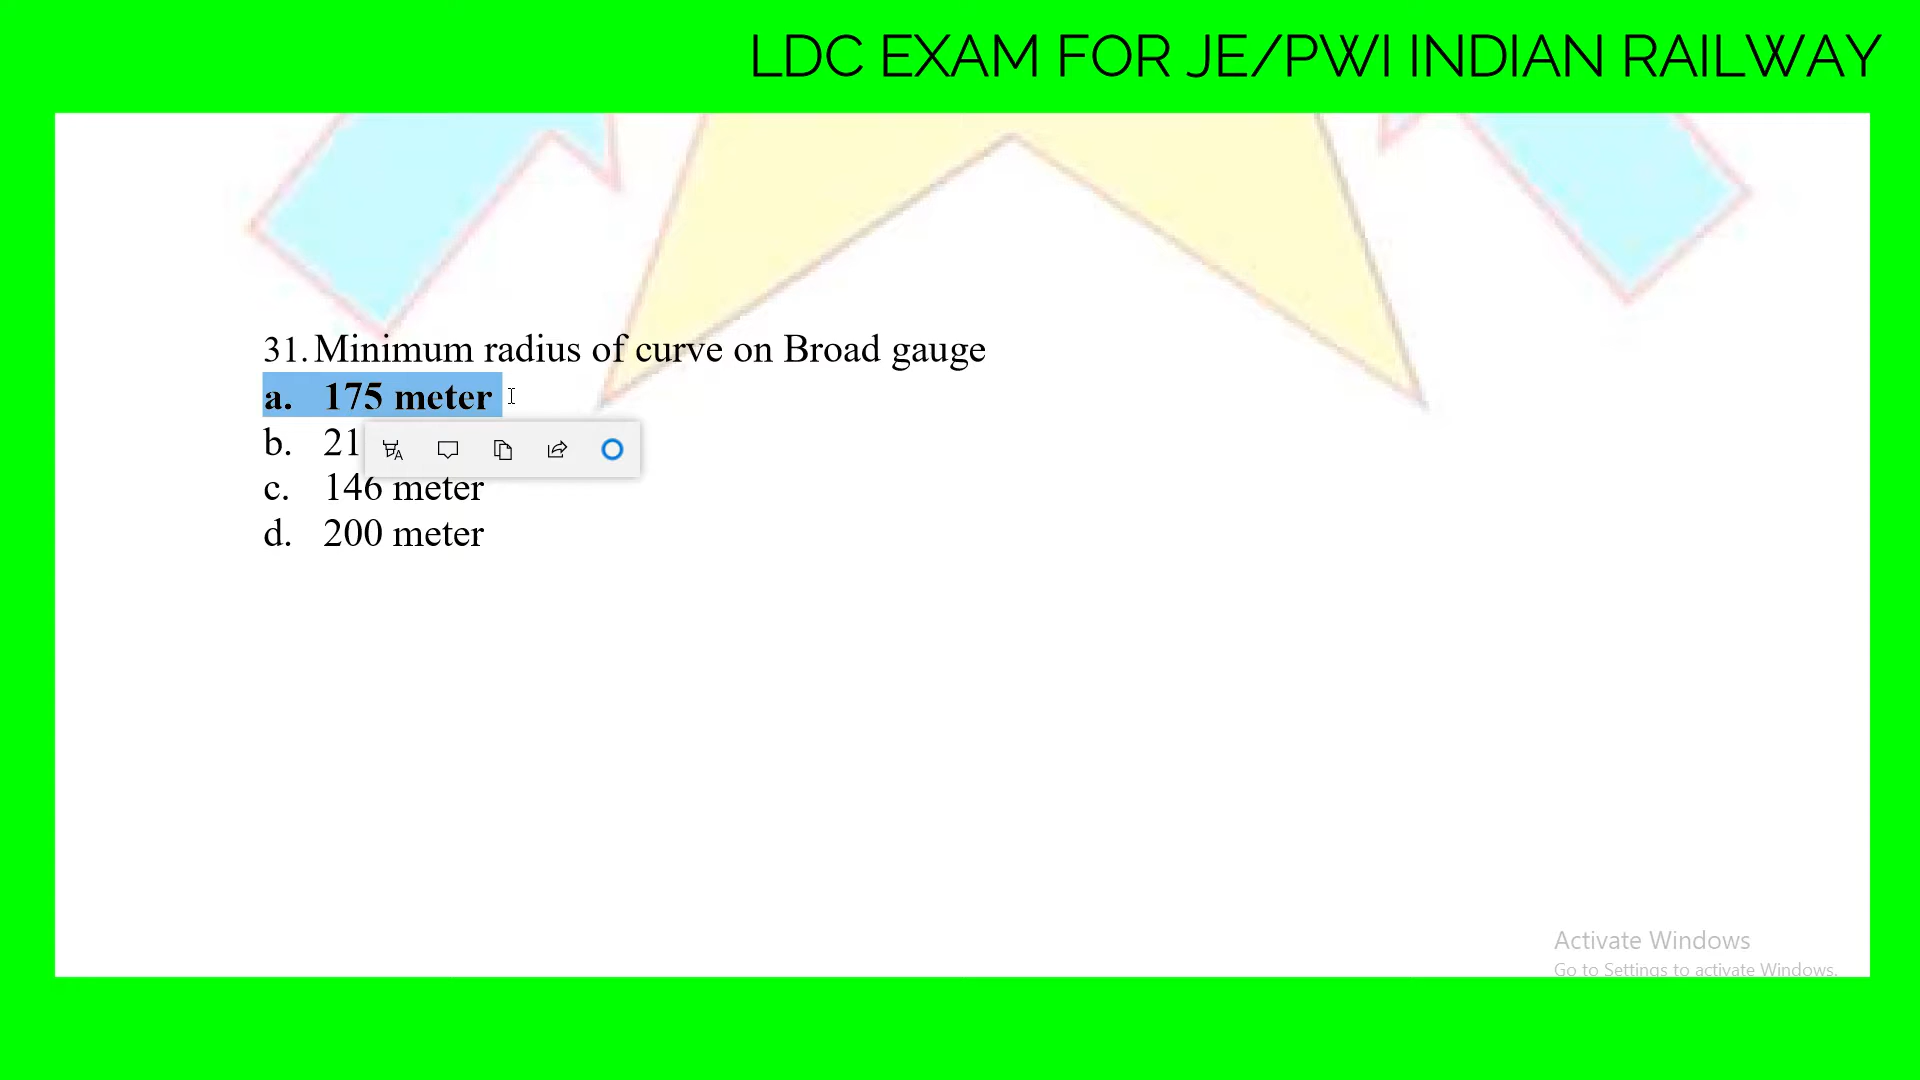 LDC EXAM FOR JE/PWI INDIAN RAILWAY
31. Minimum radius of curve on Broad gauge
a. 175 meter
b. 21
c. 146 meter
d. 200 meter
Activate Windows
Go to Settings to activate Windows.